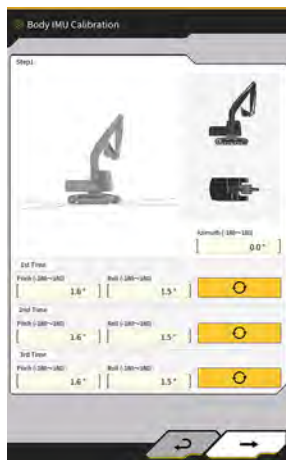 Body IMU Calibration
Step1
Azimuth (-180~180)
0.0°
1st Time
Pitch (-180~180) Roll (-180~180)
1.6° 1.5°
2nd Time
Pitch (-180~180) Roll (-180~180)
1.6° 1.5°
3rd Time
Pitch (-180~180) Roll (-180~180)
1.6° 1.5°